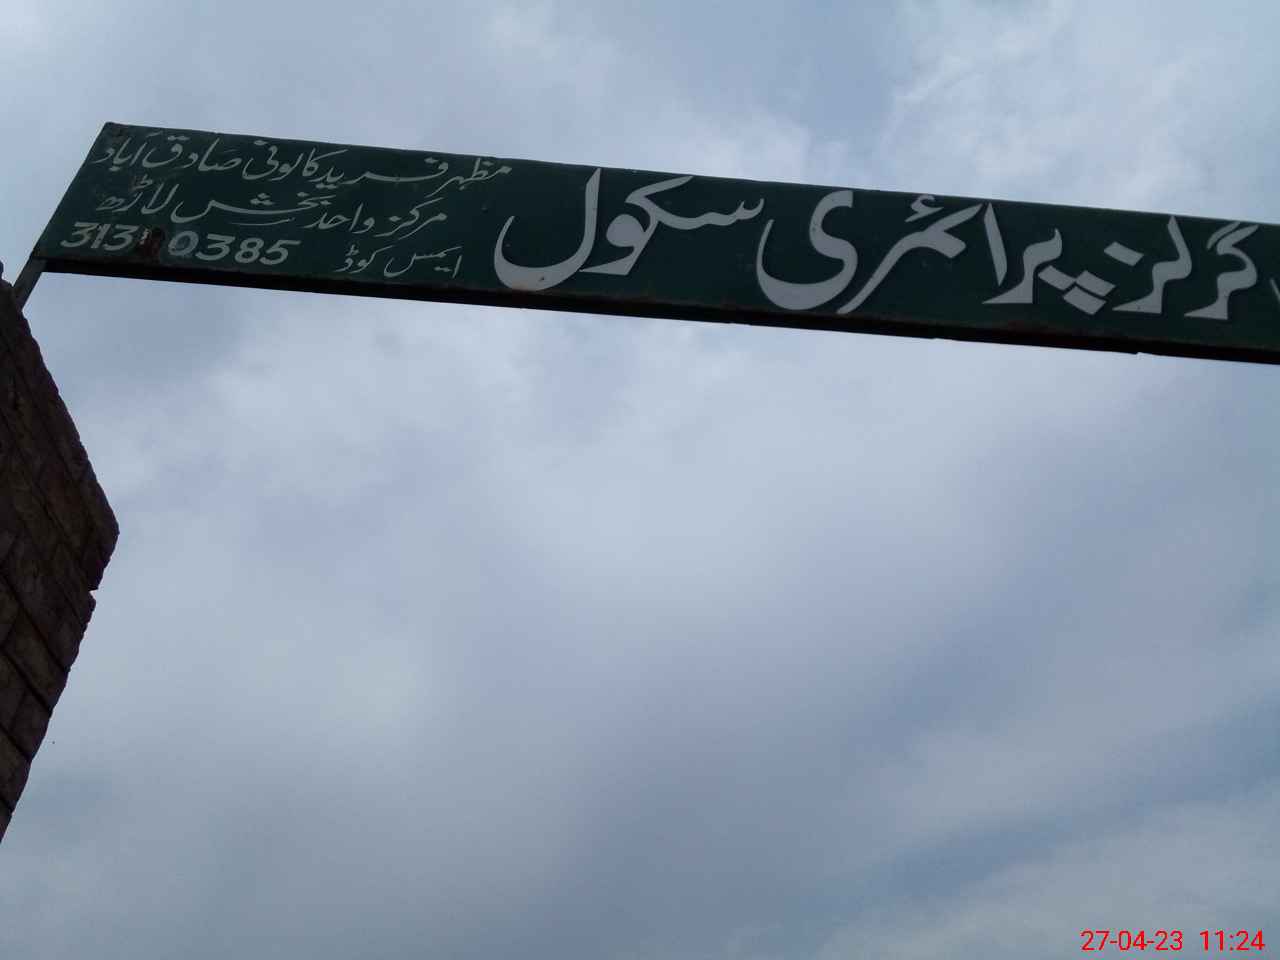 گرلز پرائمری سکول
مظہر فرید کالونی صادق آباد
مرکز واحد بخش لاڑھ
ایمس کوڈ
313 0385
27-04-23 11:24